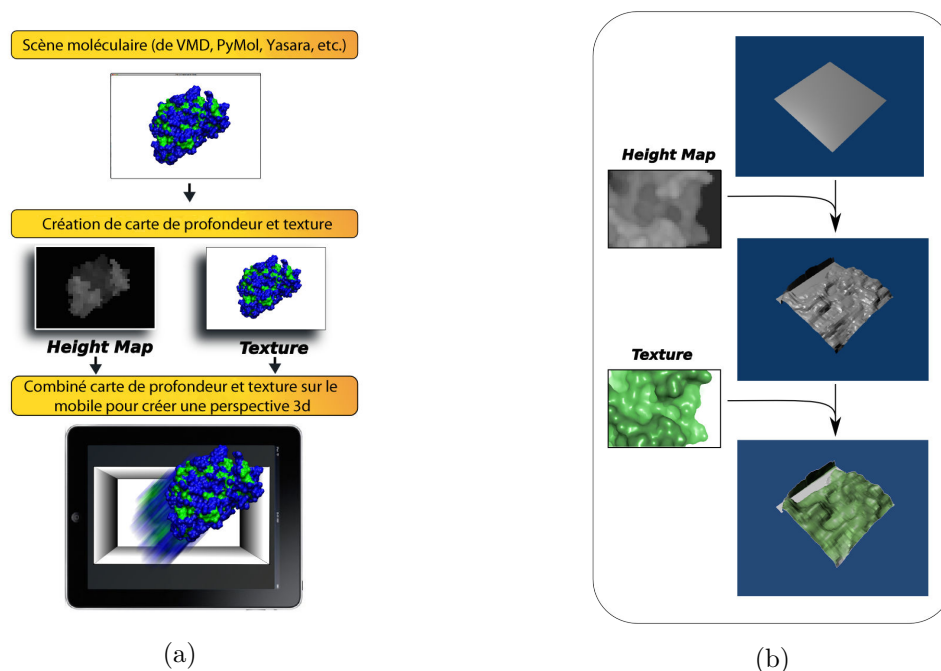 Scène moléculaire (de VMD, PyMol, Yasara, etc.)
Création de carte de profondeur et texture
Height Map
Texture
Combiné carte de profondeur et texture sur le
mobile pour créer une perspective 3d
(a)
Height Map
Texture
(b)